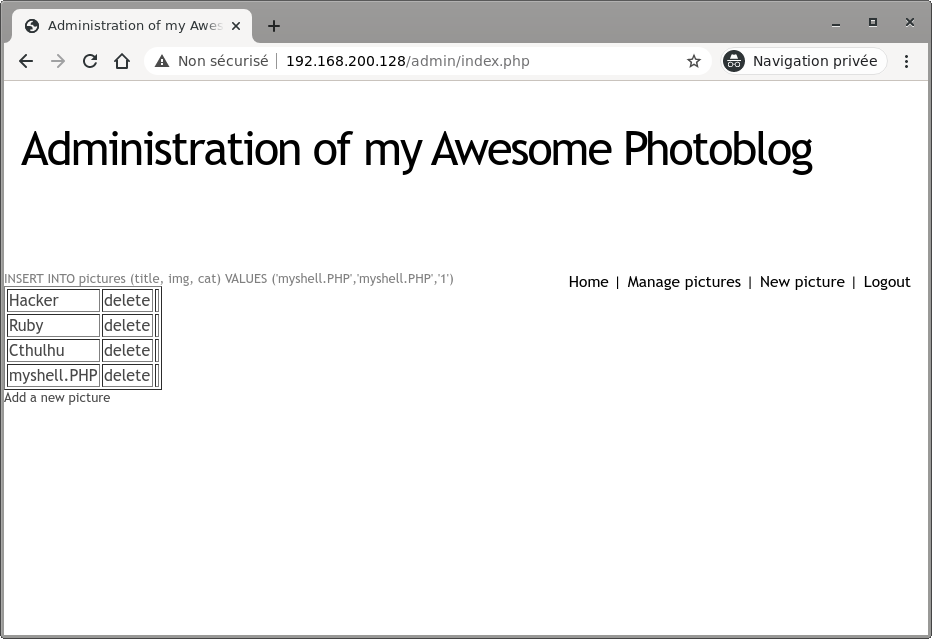 Administration of my Awes
Non sécurisé 192.168.200.128/admin/index.php Navigation privée
Administration of my Awesome Photoblog
INSERT INTO pictures (title, img, cat) VALUES ('myshell.PHP','myshell.PHP','1')
Home | Manage pictures | New picture | Logout
Hacker delete
Ruby delete
Cthulhu delete
myshell.PHP delete
Add a new picture